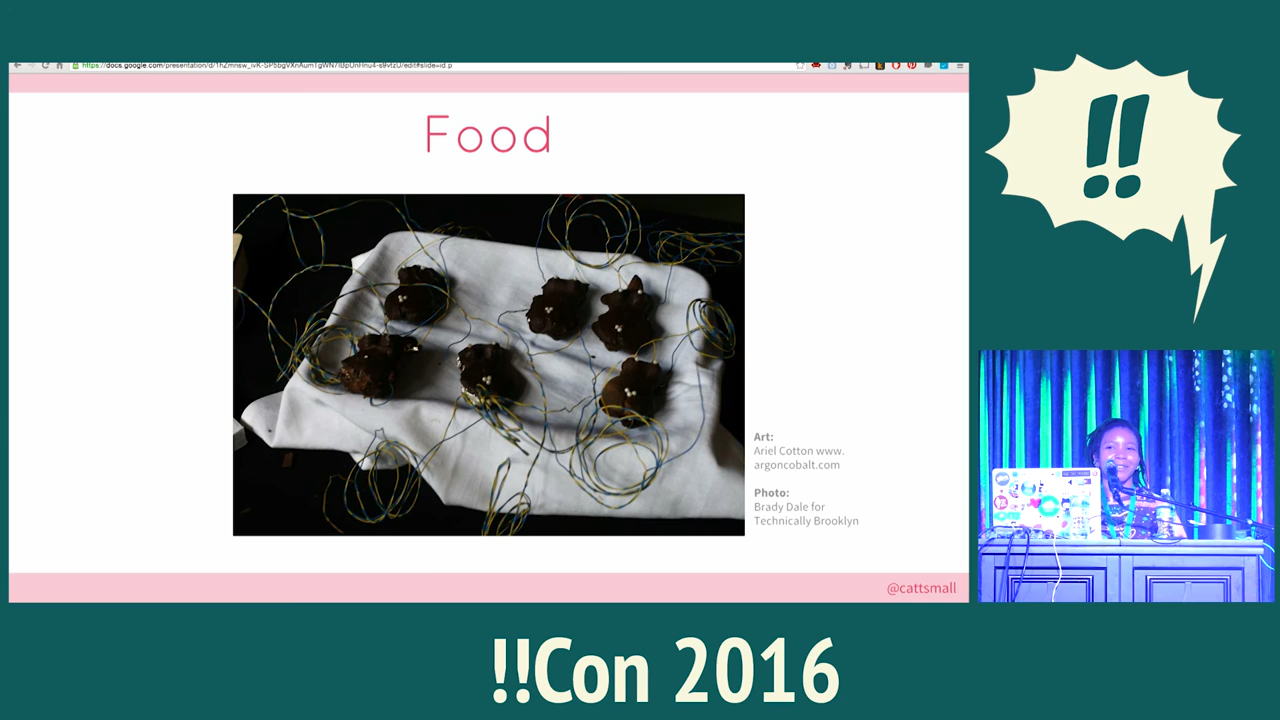 Food
Art:
Ariel Cotton www.
argoncobalt.com
Photo:
Brady Dale for
Technically Brooklyn
@cattsmall
!!
!!Con 2016